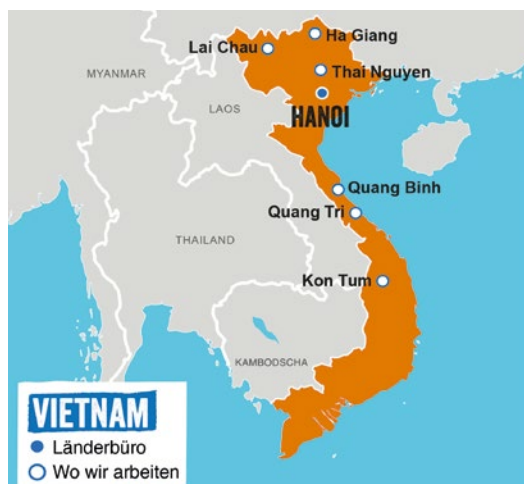 Ha Giang
Lai Chau
Thai Nguyen
MYANMAR
HANOI
LAOS
Quang Binh
Quang Tri
THAILAND
Kon Tum
KAMBODSCHA
VIETNAM
Länderbüro
Wo wir arbeiten